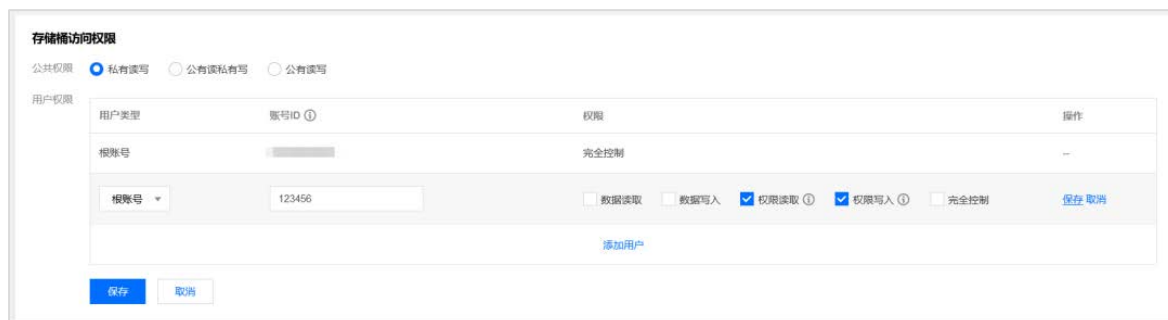 存储桶访问权限
公共权限 私有读写 公有读私有写 公有读写
用户权限
用户类型 账号ID 权限 操作
根账号 完全控制 --
根账号 123456 数据读取 数据写入 权限读取 权限写入 完全控制 保存 取消
添加用户
保存 取消